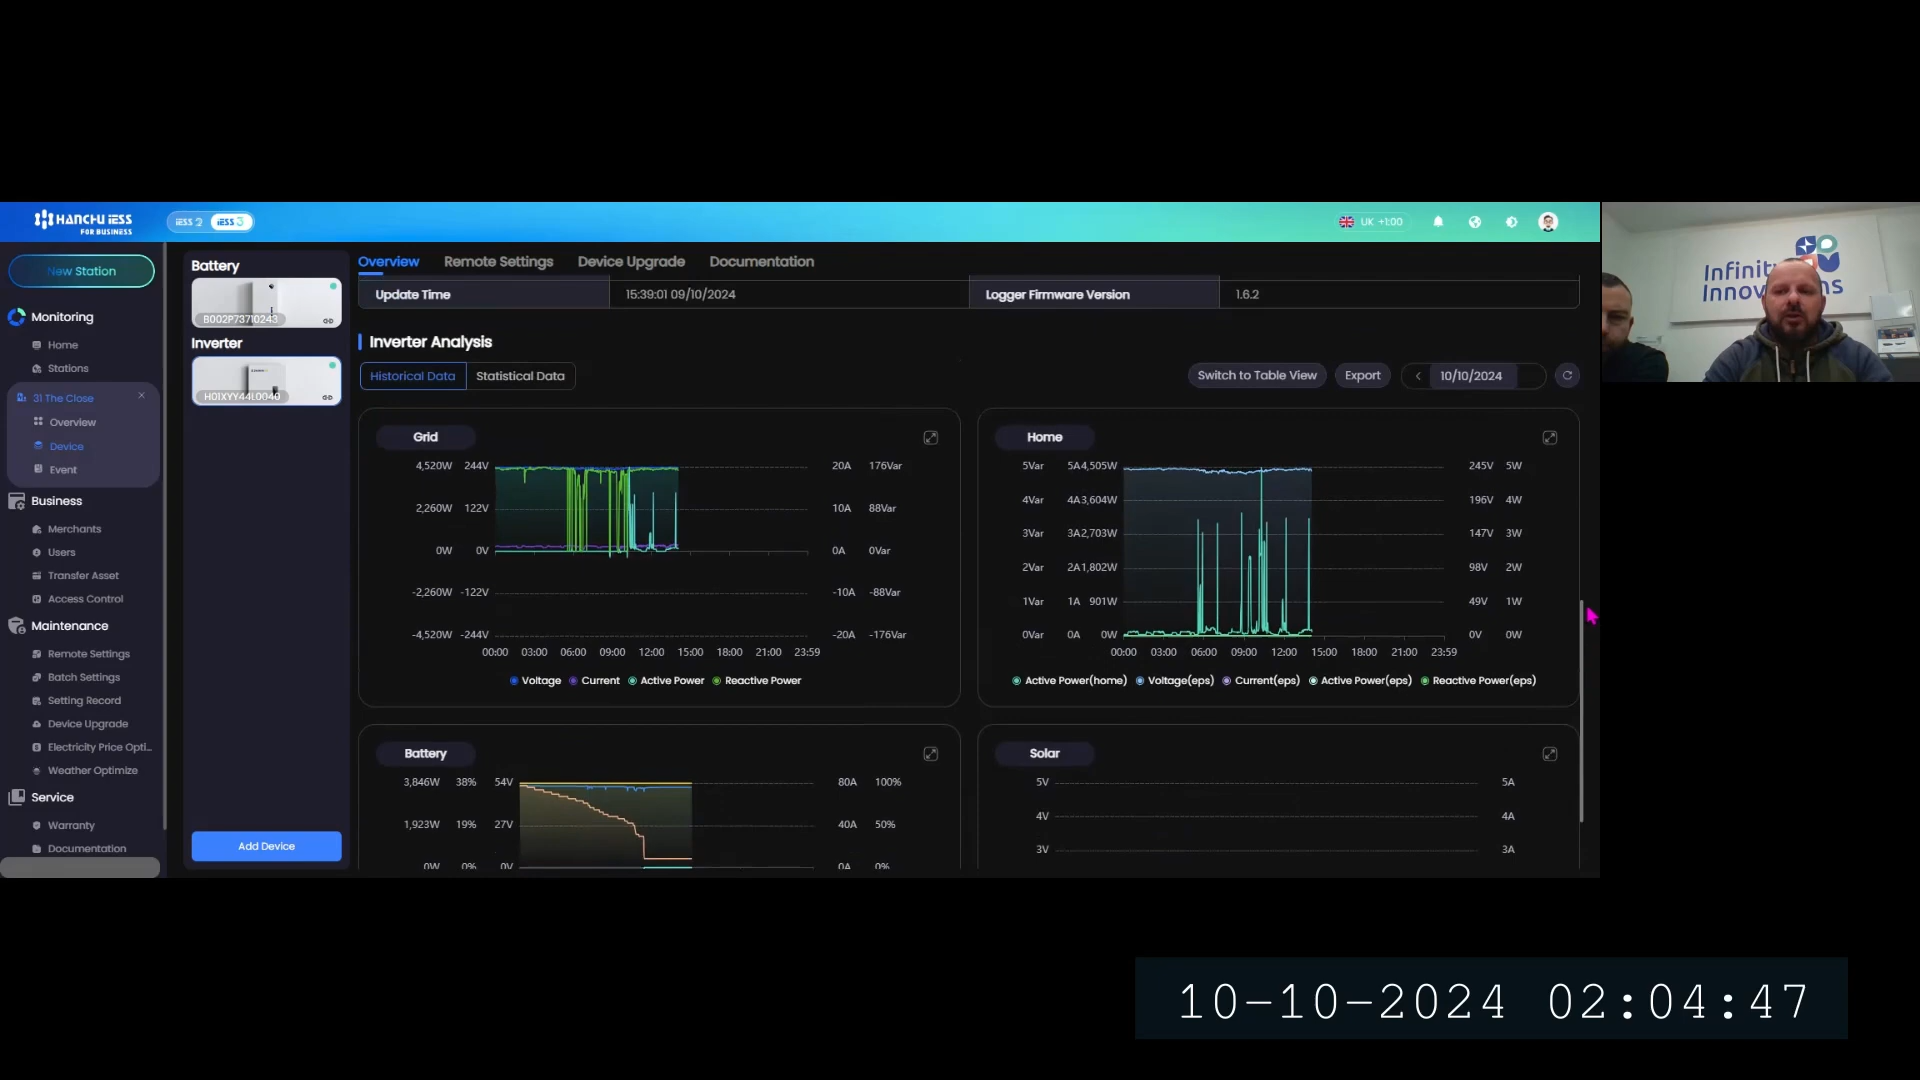 HANCHU iESS
FOR BUSINESS
iESS 2 iESS 3
UK +1:00
New Station
Monitoring
Home
Stations
31 The Close
Overview
Device
Event
Business
Merchants
Users
Transfer Asset
Access Control
Maintenance
Remote Settings
Batch Settings
Setting Record
Device Upgrade
Electricity Price Opti...
Weather Optimize
Service
Warranty
Documentation
Battery
B002P73710243
Inverter
H01XYY44L0040
Add Device
Overview Remote Settings Device Upgrade Documentation
Update Time 15:39:01 09/10/2024 Logger Firmware Version 1.6.2
Inverter Analysis
Historical Data Statistical Data
Switch to Table View Export < 10/10/2024
Grid
4,520W 244V 20A 176Var
2,260W 122V 10A 88Var
0W 0V 0A 0Var
-2,260W -122V -10A -88Var
-4,520W -244V -20A -176Var
00:00 03:00 06:00 09:00 12:00 15:00 18:00 21:00 23:59
Voltage Current Active Power Reactive Power
Home
5Var 5A 4,505W 245V 5W
4Var 4A 3,604W 196V 4W
3Var 3A 2,703W 147V 3W
2Var 2A 1,802W 98V 2W
1Var 1A 901W 49V 1W
0Var 0A 0W 0V 0W
00:00 03:00 06:00 09:00 12:00 15:00 18:00 21:00 23:59
Active Power(home) Voltage(eps) Current(eps) Active Power(eps) Reactive Power(eps)
Battery
3,846W 38% 54V 80A 100%
1,923W 19% 27V 40A 50%
0W 0% 0V 0A 0%
Solar
5V 5A
4V 4A
3V 3A
Infinity
10-10-2024 02:04:47